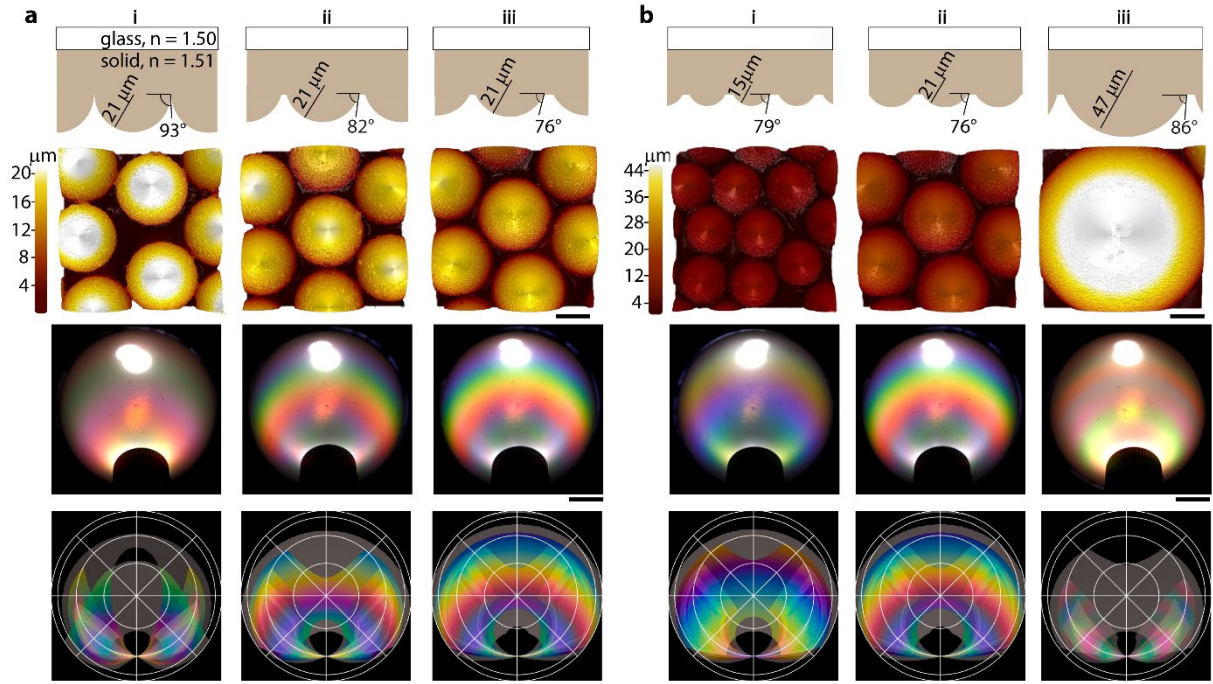 a
i
ii
iii
glass, n = 1.50
solid, n = 1.51
21 μm
93°
21 μm
82°
21 μm
76°
μm
20
16
12
8
4
b
i
ii
iii
15 μm
79°
21 μm
76°
47 μm
86°
μm
44
36
28
20
12
4